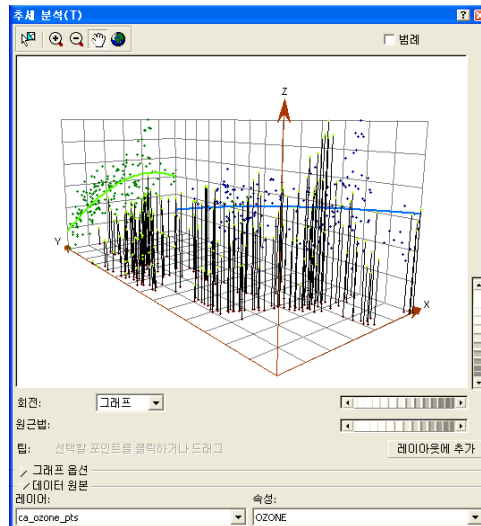 추세 분석(T)
범례
Z
Y
X
회전:
그래프
원근법:
팁: 선택할 포인트를 클릭하거나 드래그
레이아웃에 추가
그래프 옵션
데이터 원본
레이어: 속성:
ca_ozone_pts OZONE